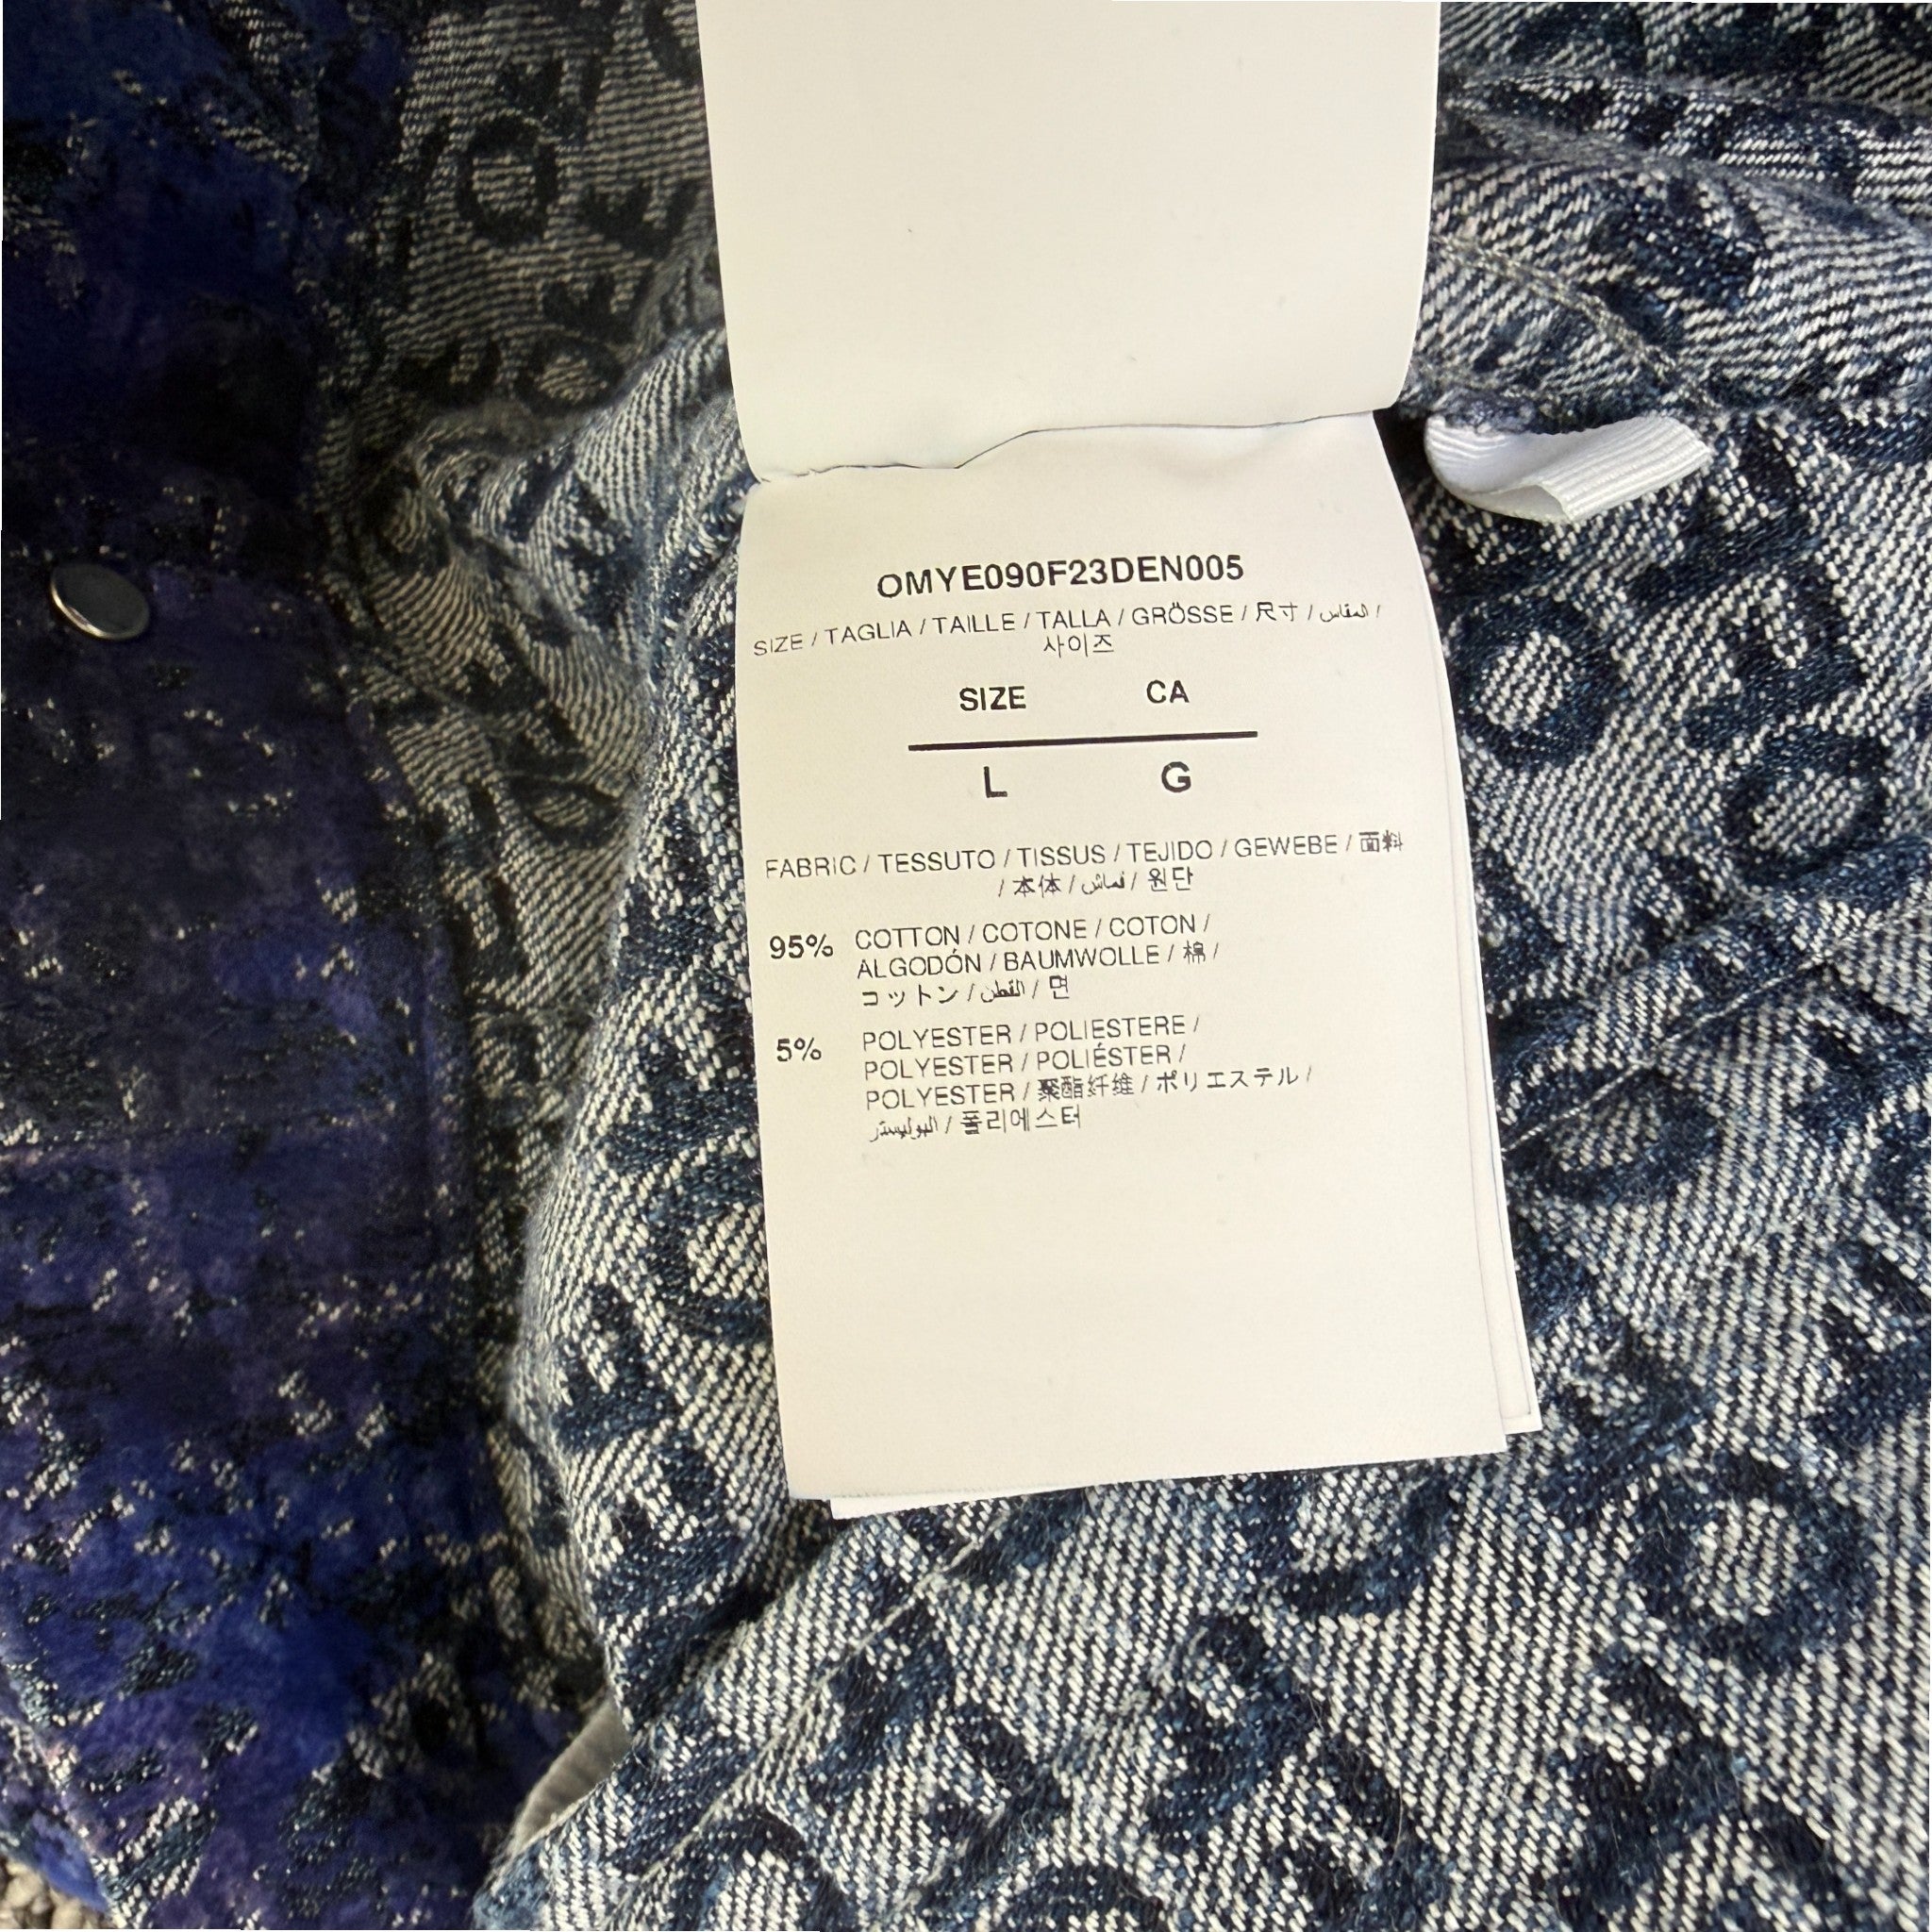 OMYE090F23DEN005
SIZE / TAGLIA / TAILLE / TALLA / GRÖSSE / 尺寸 / المقاس /
사이즈
SIZE CA
L G
FABRIC / TESSUTO / TISSUS / TEJIDO / GEWEBE / 面料
/ 本体 / قماش / 원단
95% COTTON / COTONE / COTON /
ALGODÓN / BAUMWOLLE / 棉 /
コットン / القطن / 면
5% POLYESTER / POLIESTERE /
POLYESTER / POLIÉSTER /
POLYESTER / 聚酯纤维 / ポリエステル /
البوليستر / 폴리에스터